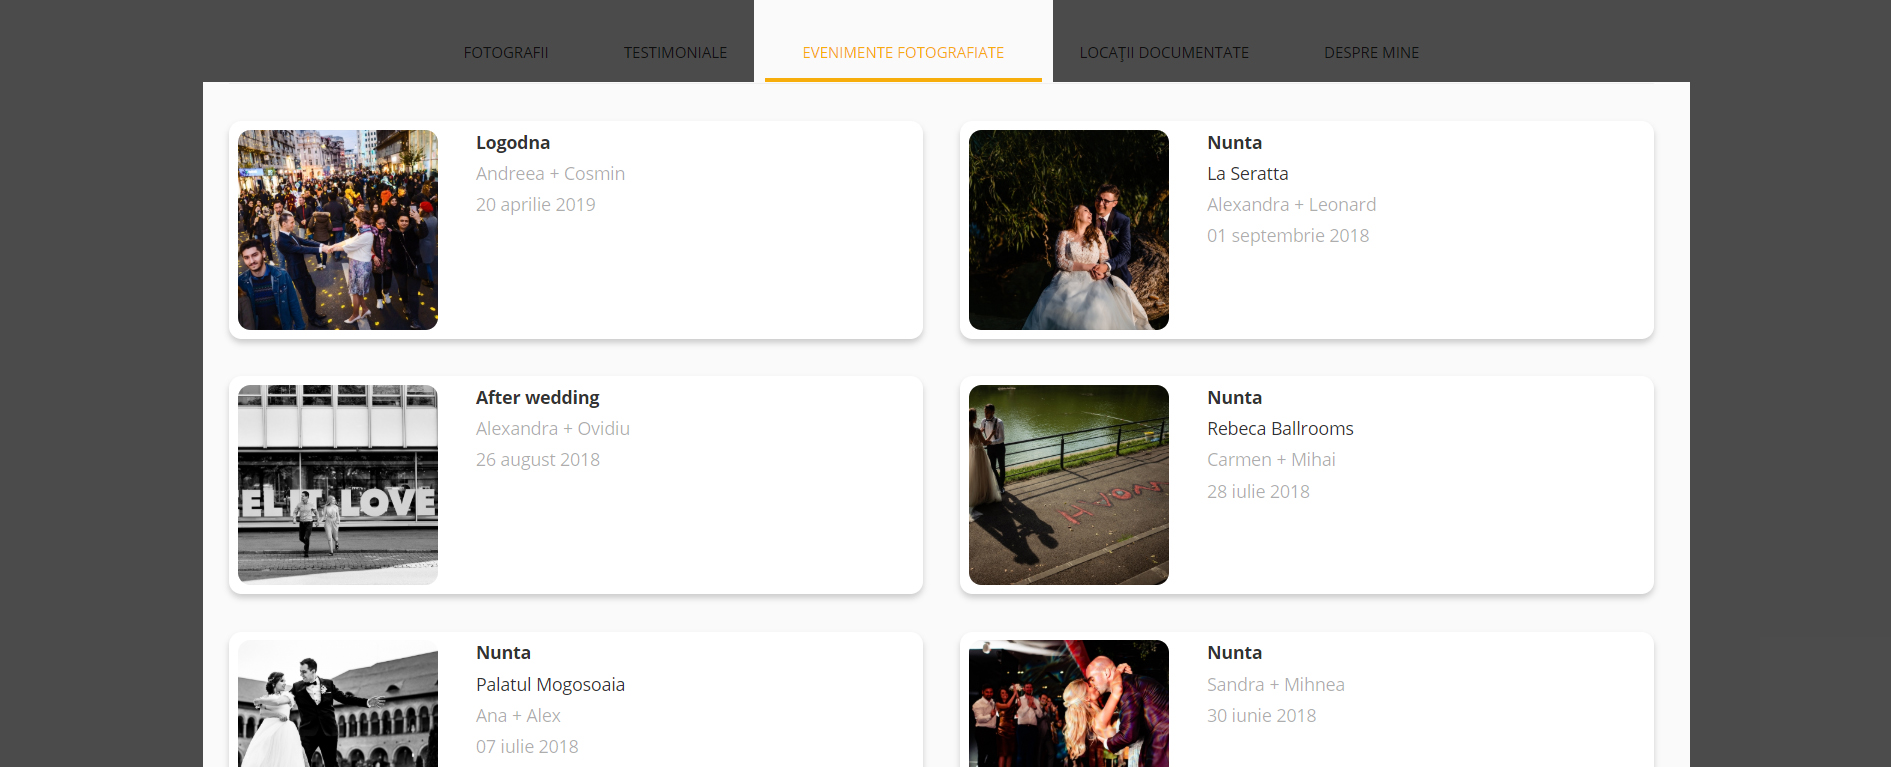 FOTOGRAFII
TESTIMONIALE
EVENIMENTE FOTOGRAFIATE
LOCAȚII DOCUMENTATE
DESPRE MINE
Logodna
Andreea + Cosmin
20 aprilie 2019
Nunta
La Seratta
Alexandra + Leonard
01 septembrie 2018
After wedding
Alexandra + Ovidiu
26 august 2018
EL IT LOVE
Nunta
Rebeca Ballrooms
Carmen + Mihai
28 iulie 2018
Nunta
Palatul Mogosoaia
Ana + Alex
07 iulie 2018
Nunta
Sandra + Mihnea
30 iunie 2018